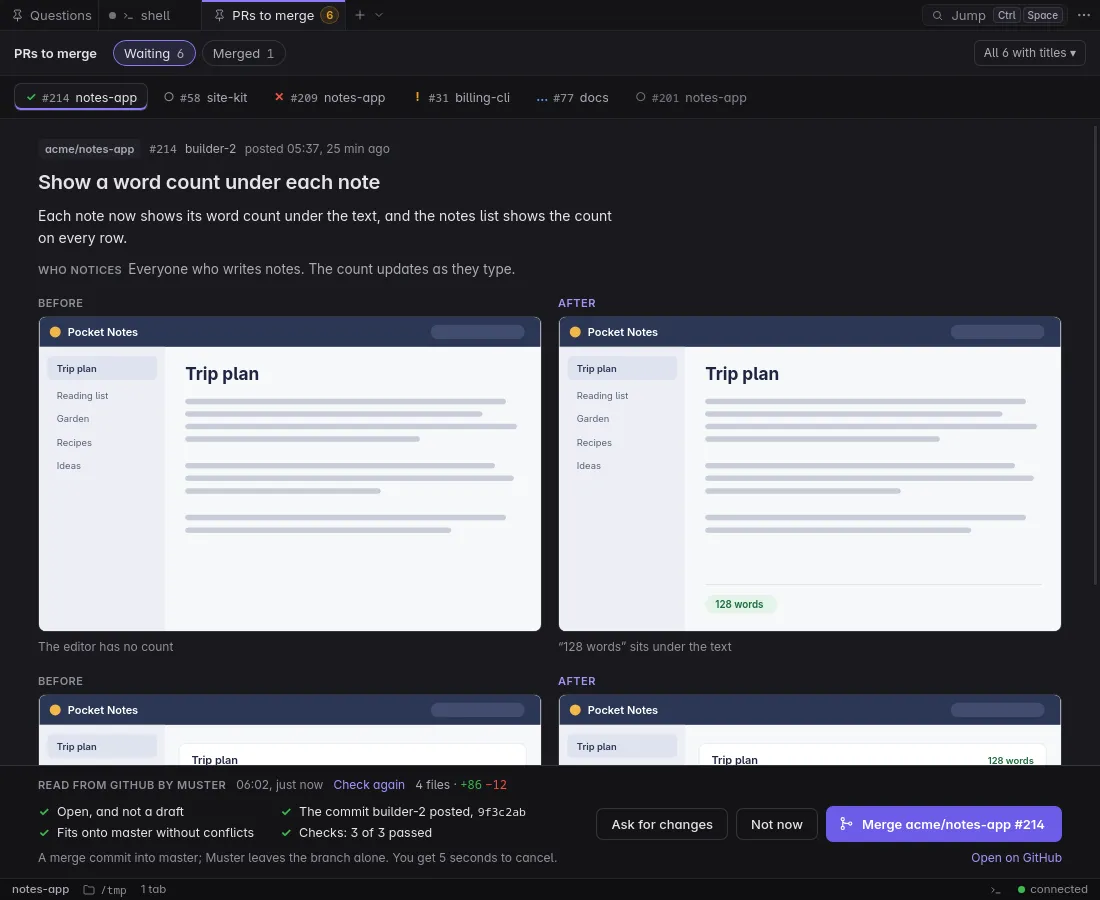 Questions
>_ shell
PRs to merge 6
Jump Ctrl Space
PRs to merge
Waiting 6
Merged 1
All 6 with titles ▾
#214 notes-app
#58 site-kit
#209 notes-app
! #31 billing-cli
... #77 docs
#201 notes-app
acme/notes-app #214 builder-2 posted 05:37, 25 min ago
Show a word count under each note
Each note now shows its word count under the text, and the notes list shows the count
on every row.
WHO NOTICES Everyone who writes notes. The count updates as they type.
BEFORE
Pocket Notes
Trip plan
Reading list
Garden
Recipes
Ideas
Trip plan
The editor has no count
AFTER
Pocket Notes
Trip plan
Reading list
Garden
Recipes
Ideas
Trip plan
128 words
“128 words” sits under the text
BEFORE
Pocket Notes
Trip plan
Trip plan
AFTER
Pocket Notes
Trip plan
Trip plan
128 words
READ FROM GITHUB BY MUSTER 06:02, just now Check again 4 files · +86 −12
Open, and not a draft
The commit builder-2 posted, 9f3c2ab
Fits onto master without conflicts
Checks: 3 of 3 passed
A merge commit into master; Muster leaves the branch alone. You get 5 seconds to cancel.
Ask for changes
Not now
Merge acme/notes-app #214
Open on GitHub
notes-app /tmp 1 tab
>_ connected